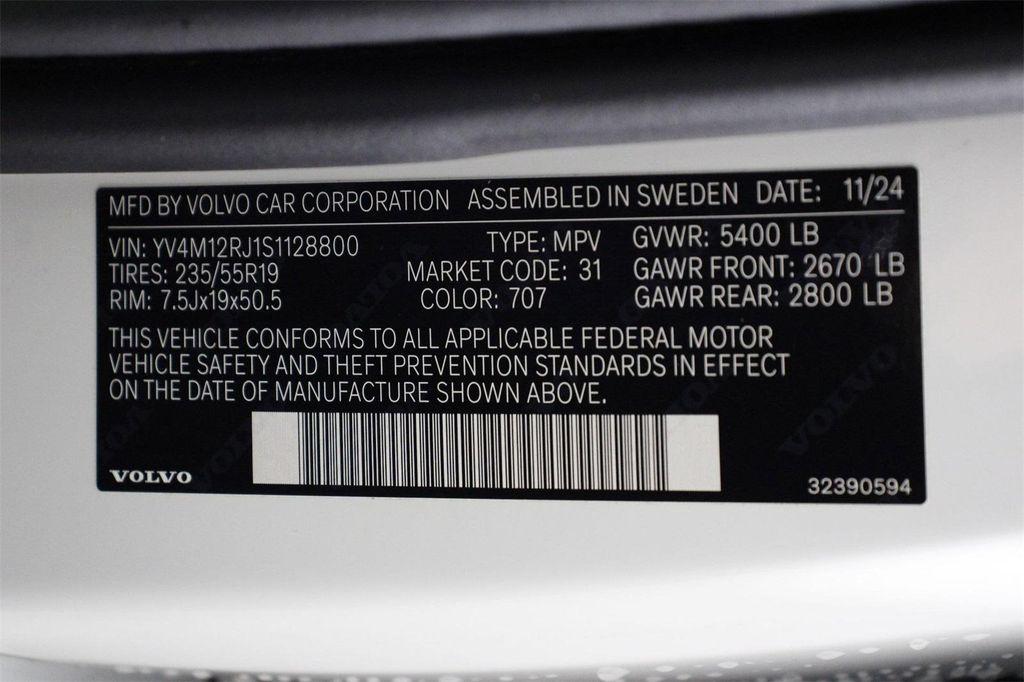 MFD BY VOLVO CAR CORPORATION ASSEMBLED IN SWEDEN DATE: 11/24
VIN: YV4M12RJ1S1128800 TYPE: MPV GVWR: 5400 LB
TIRES: 235/55R19 MARKET CODE: 31 GAWR FRONT: 2670 LB
RIM: 7.5Jx19x50.5 COLOR: 707 GAWR REAR: 2800 LB
THIS VEHICLE CONFORMS TO ALL APPLICABLE FEDERAL MOTOR
VEHICLE SAFETY AND THEFT PREVENTION STANDARDS IN EFFECT
ON THE DATE OF MANUFACTURE SHOWN ABOVE.
VOLVO 32390594